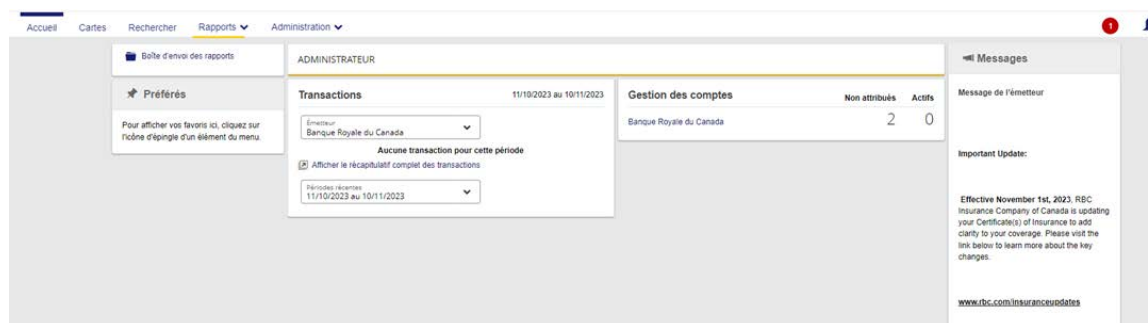 Accueil Cartes Rechercher Rapports Administration 1
Boîte d'envoi des rapports
Préférés
Pour afficher vos favoris ici, cliquez sur
l'icône d'épingle d'un élément du menu.
ADMINISTRATEUR
Transactions 11/10/2023 au 10/11/2023
Émetteur
Banque Royale du Canada
Aucune transaction pour cette période
Afficher le récapitulatif complet des transactions
Périodes récentes
11/10/2023 au 10/11/2023
Gestion des comptes Non attribués Actifs
Banque Royale du Canada 2 0
Messages
Message de l'émetteur
Important Update:
Effective November 1st, 2023, RBC
Insurance Company of Canada is updating
your Certificate(s) of Insurance to add
clarity to your coverage. Please visit the
link below to learn more about the key
changes.
www.rbc.com/insuranceupdates